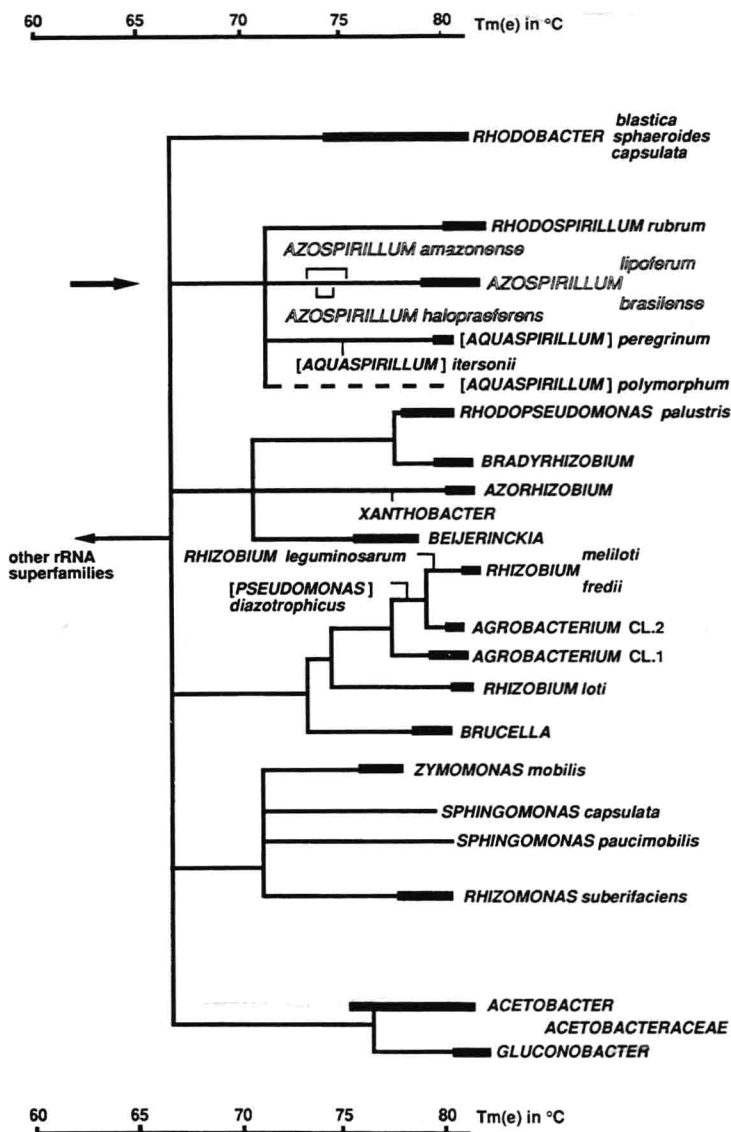 60 65 70 75 80 Tm(e) in °C
blastica
RHODOBACTER sphaeroides
capsulata
RHODOSPIRILLUM rubrum
AZOSPIRILLUM amazonense
lipoferum
AZOSPIRILLUM
brasilense
AZOSPIRILLUM halopraeferens
[AQUASPIRILLUM] peregrinum
[AQUASPIRILLUM] itersonii
[AQUASPIRILLUM] polymorphum
RHODOPSEUDOMONAS palustris
BRADYRHIZOBIUM
AZORHIZOBIUM
XANTHOBACTER
BEIJERINCKIA
other rRNA
superfamilies
RHIZOBIUM leguminosarum
meliloti
RHIZOBIUM
fredii
[PSEUDOMONAS]
diazotrophicus
AGROBACTERIUM CL.2
AGROBACTERIUM CL.1
RHIZOBIUM loti
BRUCELLA
ZYMOMONAS mobilis
SPHINGOMONAS capsulata
SPHINGOMONAS paucimobilis
RHIZOMONAS suberifaciens
ACETOBACTER
ACETOBACTERACEAE
GLUCONOBACTER
60 65 70 75 80 Tm(e) in °C